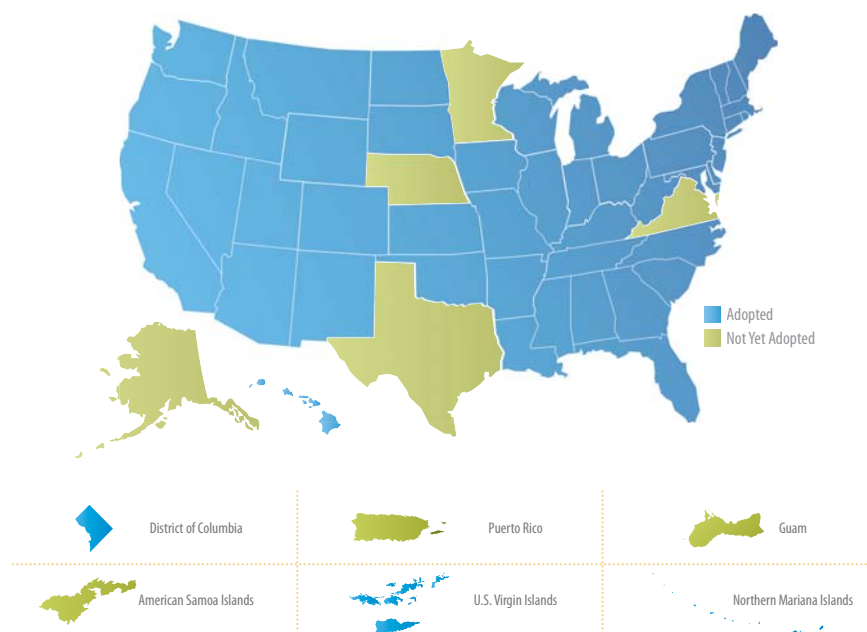 Adopted
Not Yet Adopted
District of Columbia
Puerto Rico
Guam
American Samoa Islands
U.S. Virgin Islands
Northern Mariana Islands